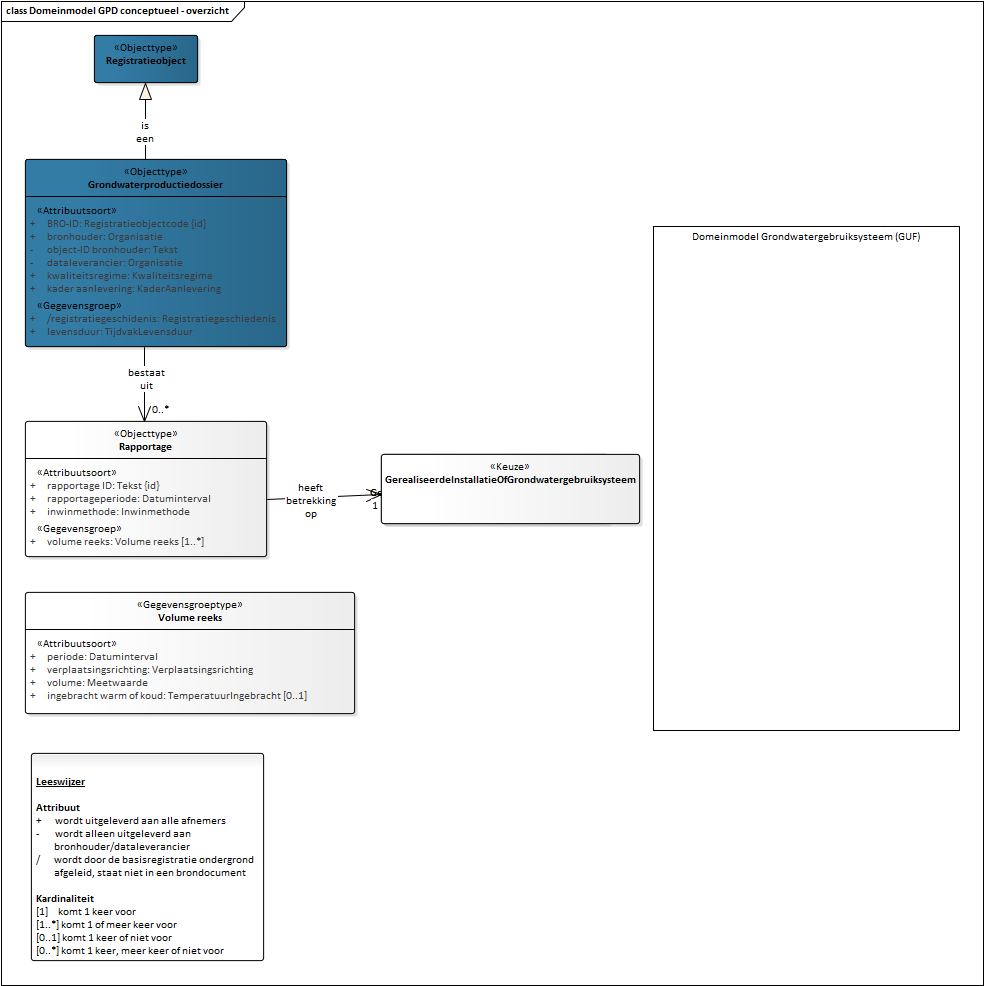 class Domeinmodel GPD conceptueel - overzicht
«Objecttype»
Registratieobject
is
een
«Objecttype»
Grondwaterproductiedossier
«Attribuutsoort»
+ BRO-ID: Registratieobjectcode {id}
+ bronhouder: Organisatie
- object-ID bronhouder: Tekst
- dataleverancier: Organisatie
+ kwaliteitsregime: Kwaliteitsregime
+ kader aanlevering: KaderAanlevering
«Gegevensgroep»
+ /registratiegeschidenis: Registratiegeschiedenis
+ levensduur: TijdvakLevensduur
bestaat
uit
/0..*
«Objecttype»
Rapportage
«Attribuutsoort»
+ rapportage ID: Tekst {id}
+ rapportageperiode: Datuminterval
+ inwinmethode: Inwinmethode
«Gegevensgroep»
+ volume reeks: Volume reeks [1..*]
heeft
betrekking
op
1
«Keuze»
GerealiseerdeInstallatieOfGrondwatergebruiksysteem
Domeinmodel Grondwatergebruiksysteem (GUF)
«Gegevensgroeptype»
Volume reeks
«Attribuutsoort»
+ periode: Datuminterval
+ verplaatsingsrichting: Verplaatsingsrichting
+ volume: Meetwaarde
+ ingebracht warm of koud: TemperatuurIngebracht [0..1]
Leeswijzer
Attribuut
+ wordt uitgeleverd aan alle afnemers
- wordt alleen uitgeleverd aan
bronhouder/dataleverancier
/ wordt door de basisregistratie ondergrond
afgeleid, staat niet in een brondocument
Kardinaliteit
[1] komt 1 keer voor
[1..*] komt 1 of meer keer voor
[0..1] komt 1 keer of niet voor
[0..*] komt 1 keer, meer keer of niet voor